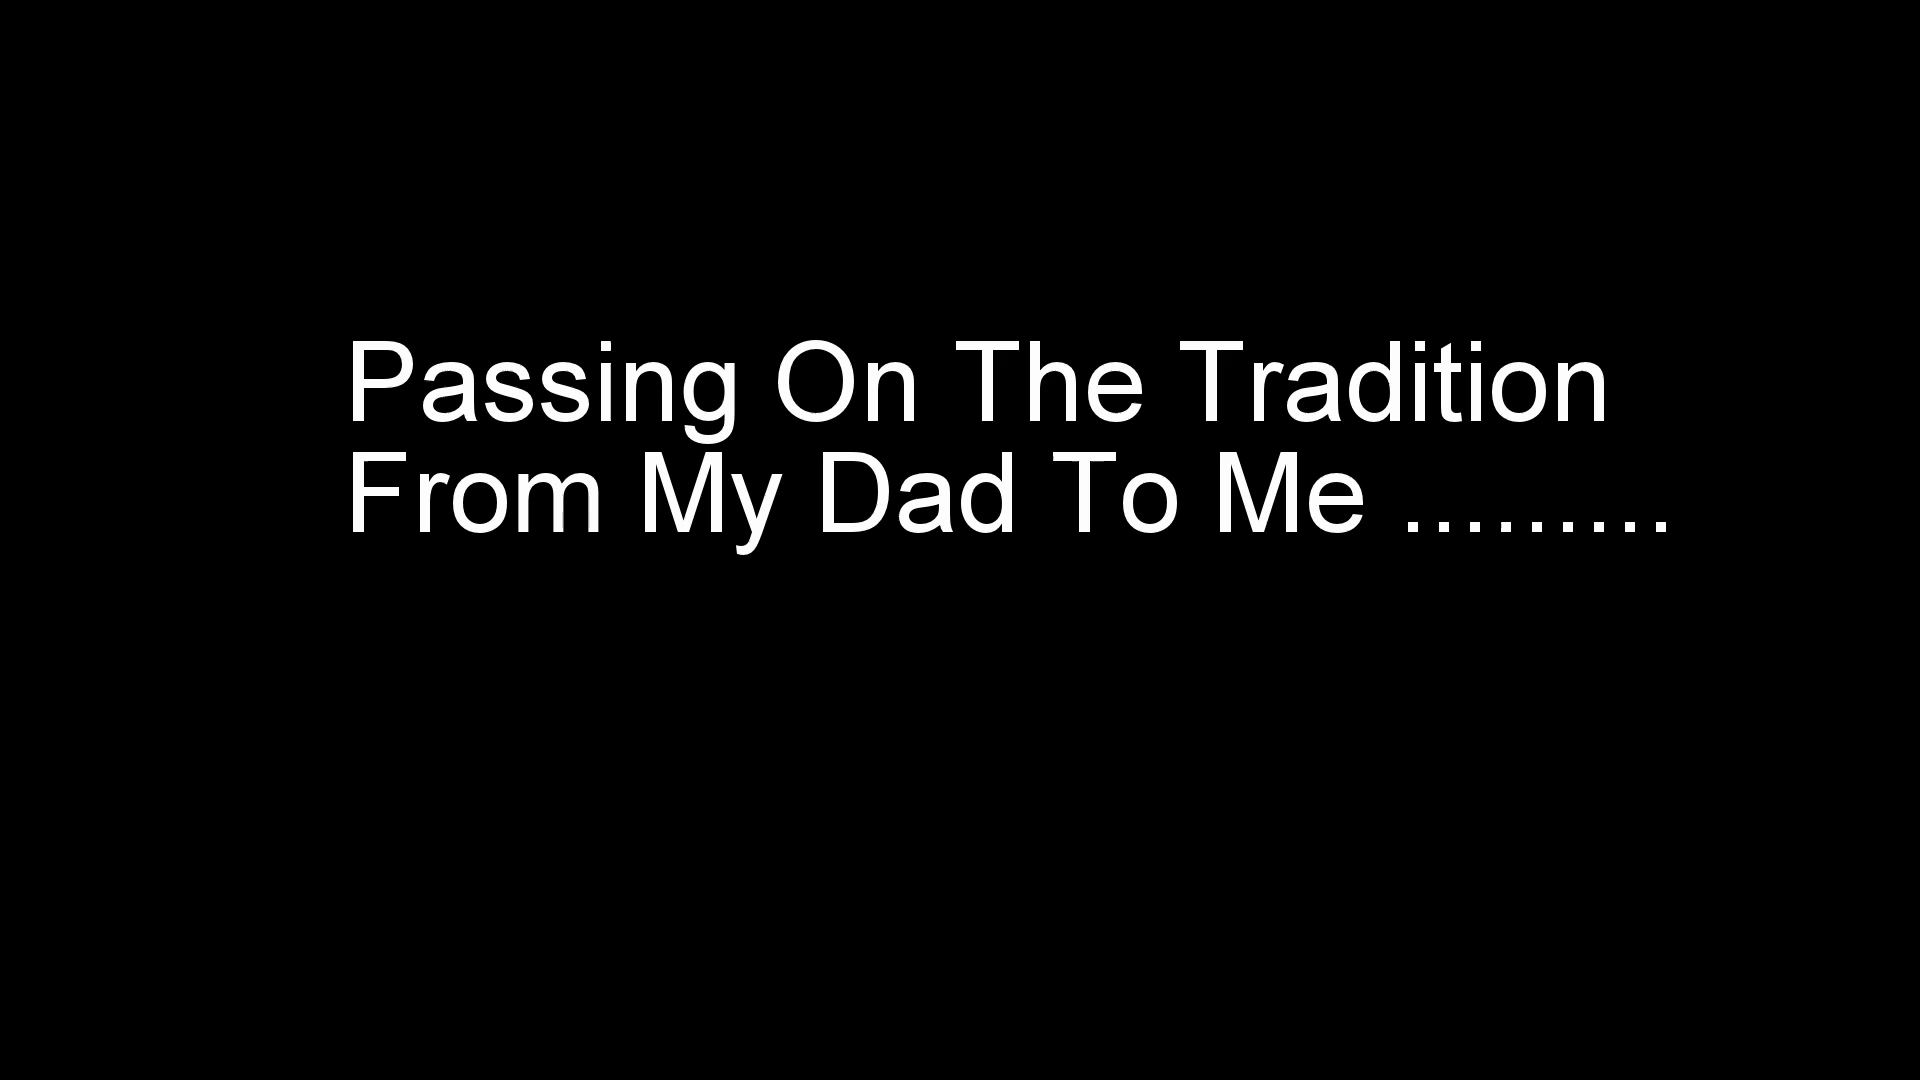 Passing On The Tradition
From My Dad To Me .........